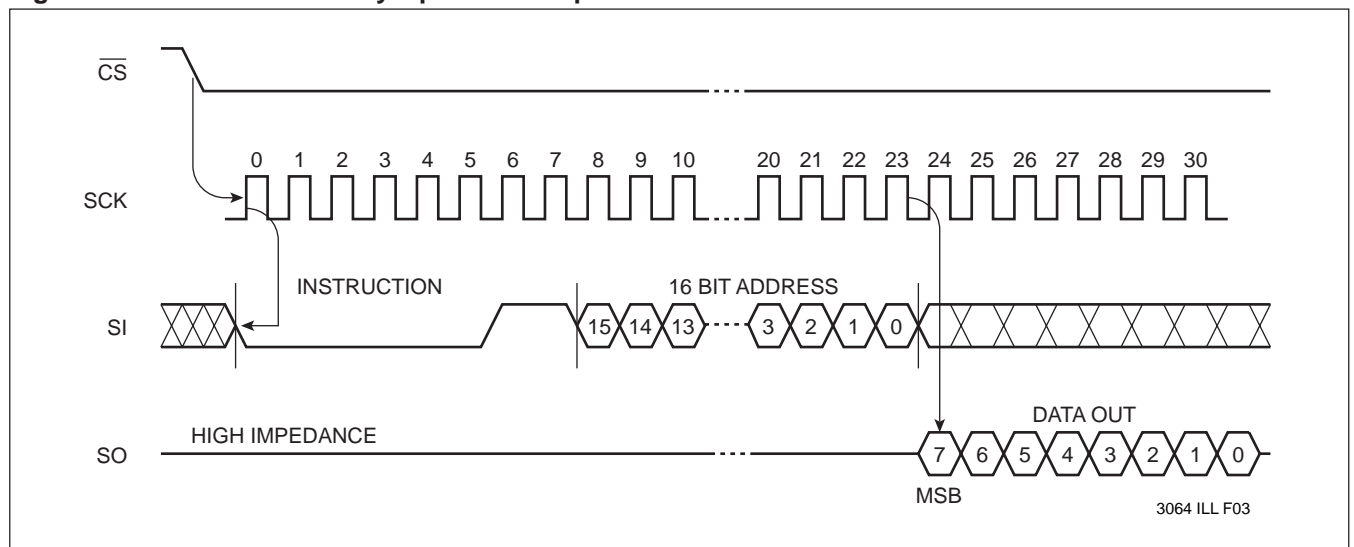 CS
0 1 2 3 4 5 6 7 8 9 10 20 21 22 23 24 25 26 27 28 29 30
SCK
INSTRUCTION 16 BIT ADDRESS
SI 15 14 13 3 2 1 0
DATA OUT
HIGH IMPEDANCE
SO 7 6 5 4 3 2 1 0
MSB
3064 ILL F03